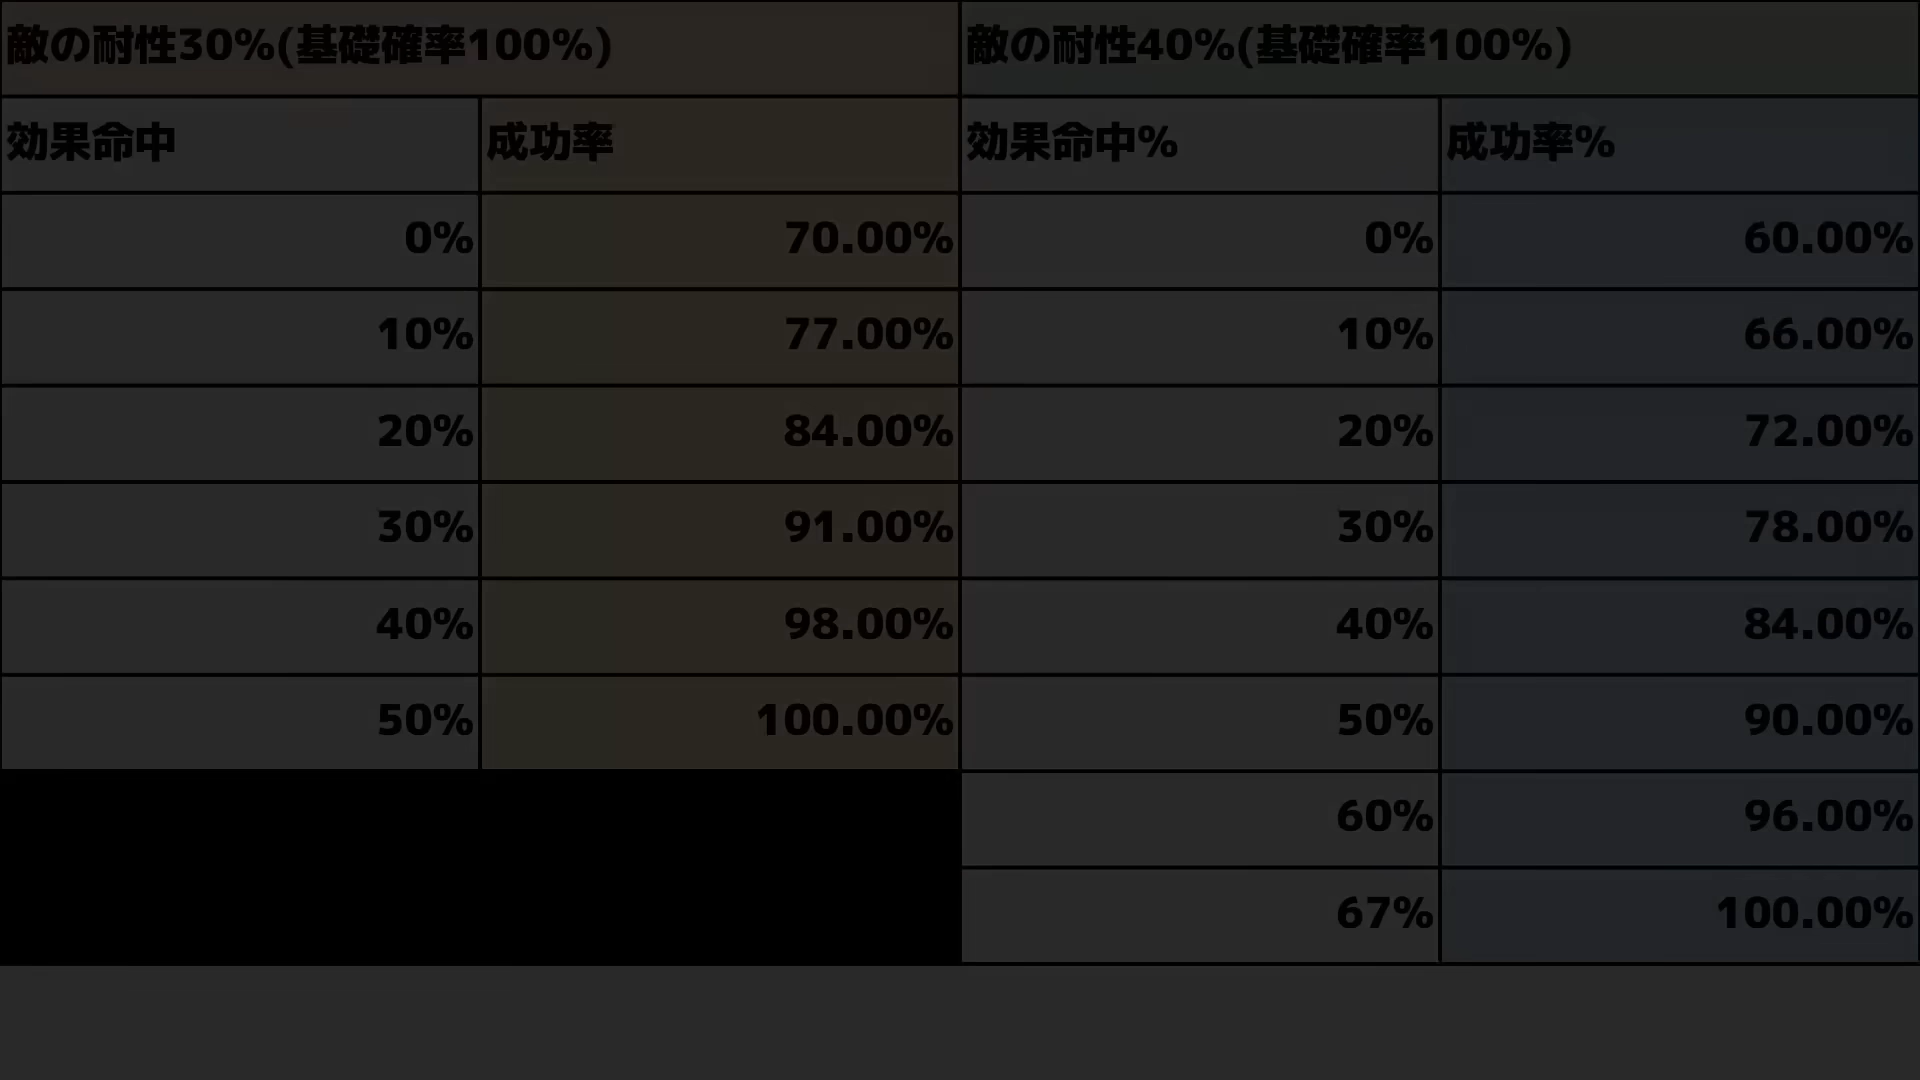 敵の耐性30%(基礎確率100%) 敵の耐性40%(基礎確率100%)
効果命中 成功率 効果命中% 成功率%
0% 70.00% 0% 60.00%
10% 77.00% 10% 66.00%
20% 84.00% 20% 72.00%
30% 91.00% 30% 78.00%
40% 98.00% 40% 84.00%
50% 100.00% 50% 90.00%
60% 96.00%
67% 100.00%